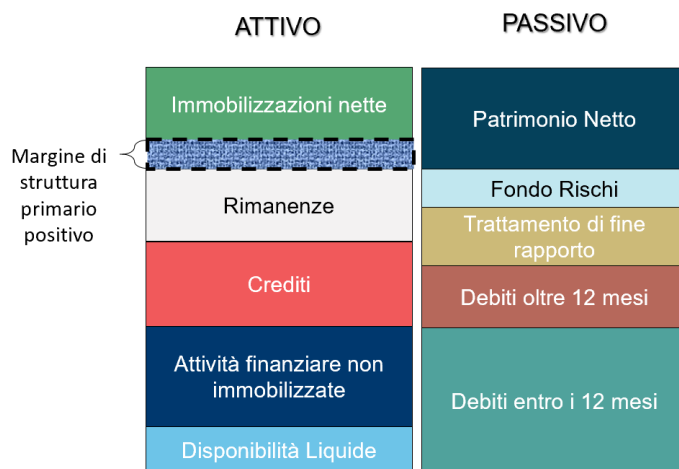 ATTIVO
PASSIVO
Immobilizzazioni nette
Margine di
struttura
primario
positivo
Rimanenze
Crediti
Attività finanziare non
immobilizzate
Disponibilità Liquide
Patrimonio Netto
Fondo Rischi
Trattamento di fine
rapporto
Debiti oltre 12 mesi
Debiti entro i 12 mesi